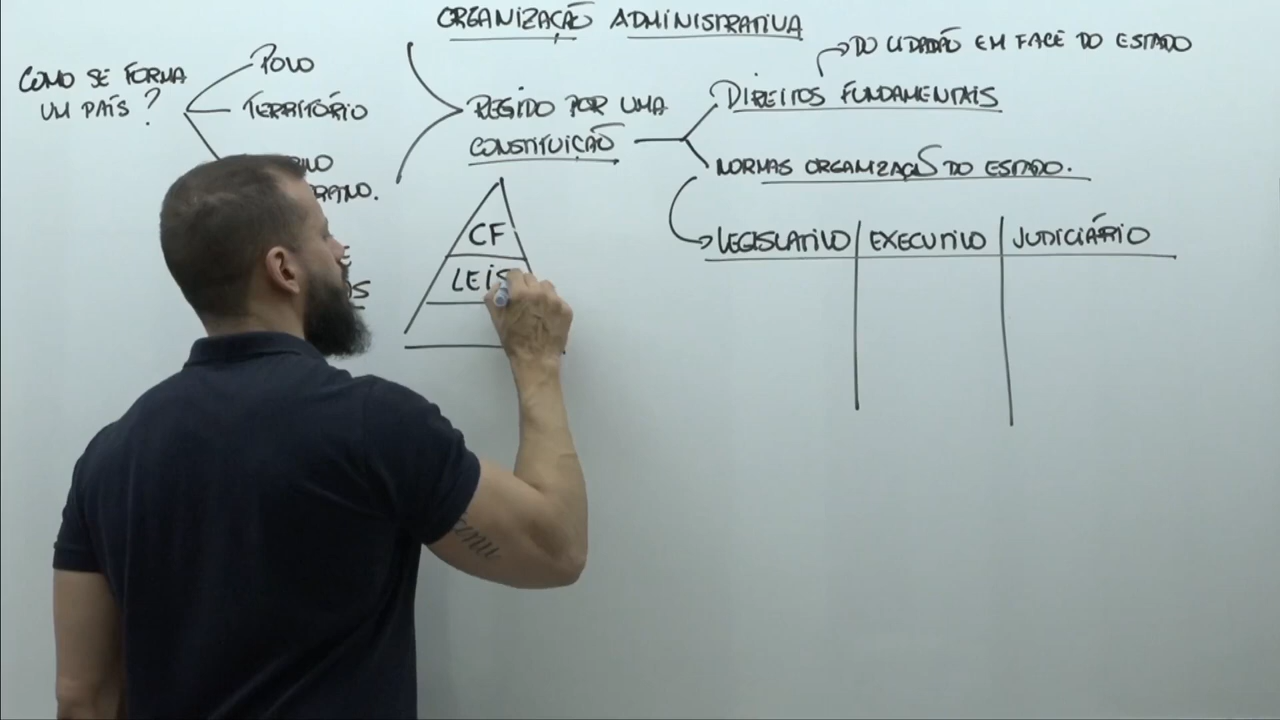 ORGANIZAÇÃO ADMINISTRATIVA
COMO SE FORMA
UM PAÍS?
POVO
TERRITÓRIO
REGIDO POR UMA
CONSTITUIÇÃO
DIREITOS FUNDAMENTAIS
DO CIDADÃO EM FACE DO ESTADO
NORMAS ORGANIZAÇÃO DO ESTADO.
LEGISLATIVO EXECUTIVO JUDICIÁRIO
CF
LEIS